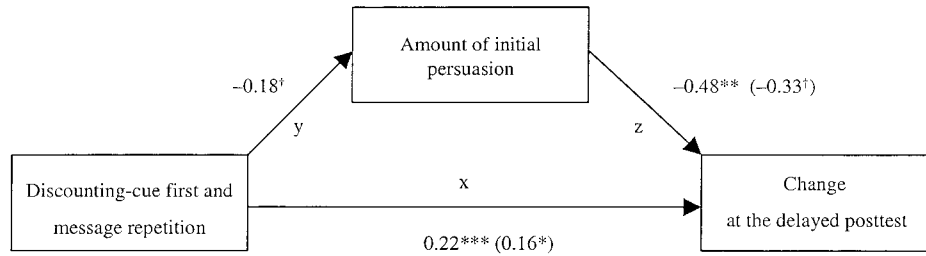 Amount of initial
persuasion
–0.18†
–0.48** (–0.33†)
y
z
Discounting-cue first and
message repetition
x
Change
at the delayed posttest
0.22*** (0.16*)